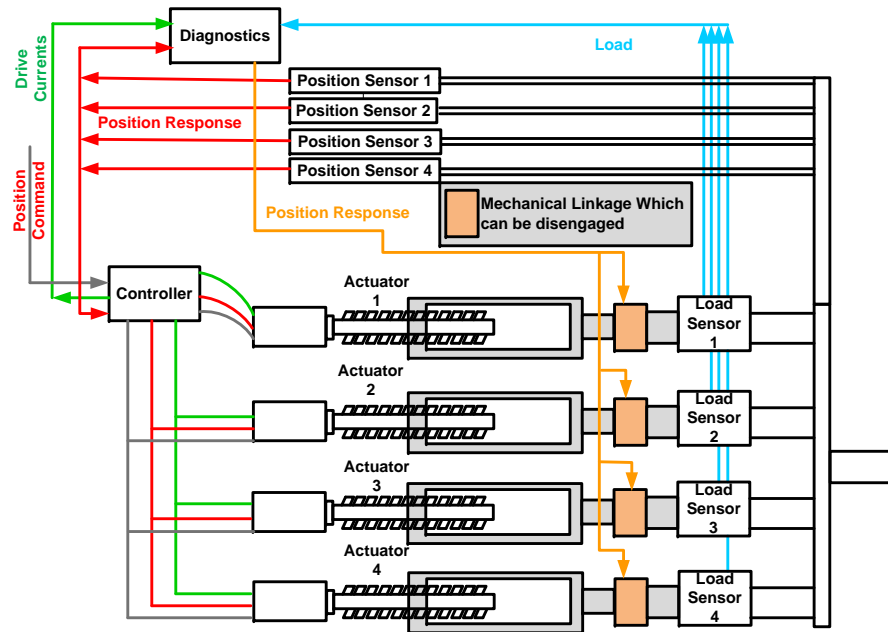 Diagnostics
Load
Drive
Currents
Position Sensor 1
Position Sensor 2
Position Response
Position Sensor 3
Position Sensor 4
Position
Command
Mechanical Linkage Which
can be disengaged
Position Response
Controller
Actuator
1
Load
Sensor
1
Actuator
2
Load
Sensor
2
Actuator
3
Load
Sensor
3
Actuator
4
Load
Sensor
4